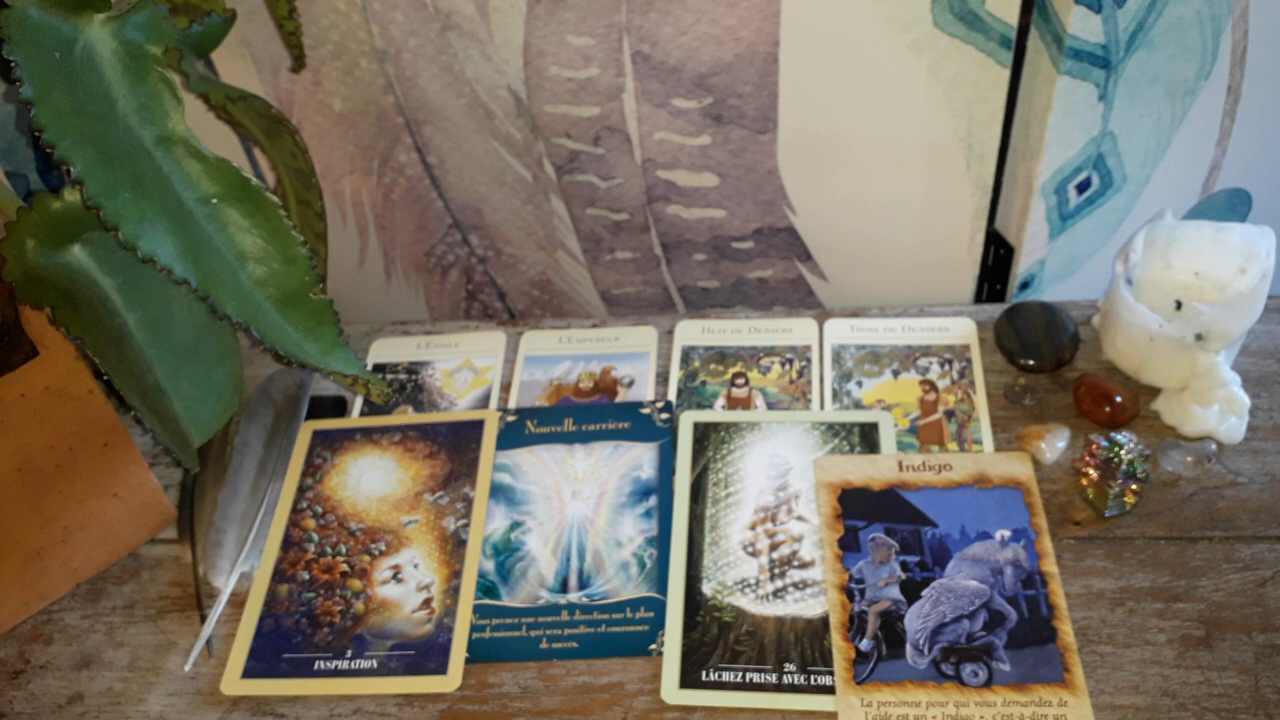 L'ETOILE
L'EMPEREUR
HUIT DE DENIERS
TROIS DE DENIERS
3
INSPIRATION
Nouvelle carrière
Vous prenez une nouvelle direction sur le plan
professionnel, qui sera positive et couronnée
de succès.
26
LÂCHEZ PRISE AVEC L'OBS
Indigo
La personne pour qui vous demandez de
l'aide est un « Indigo », c'est-à-dire un